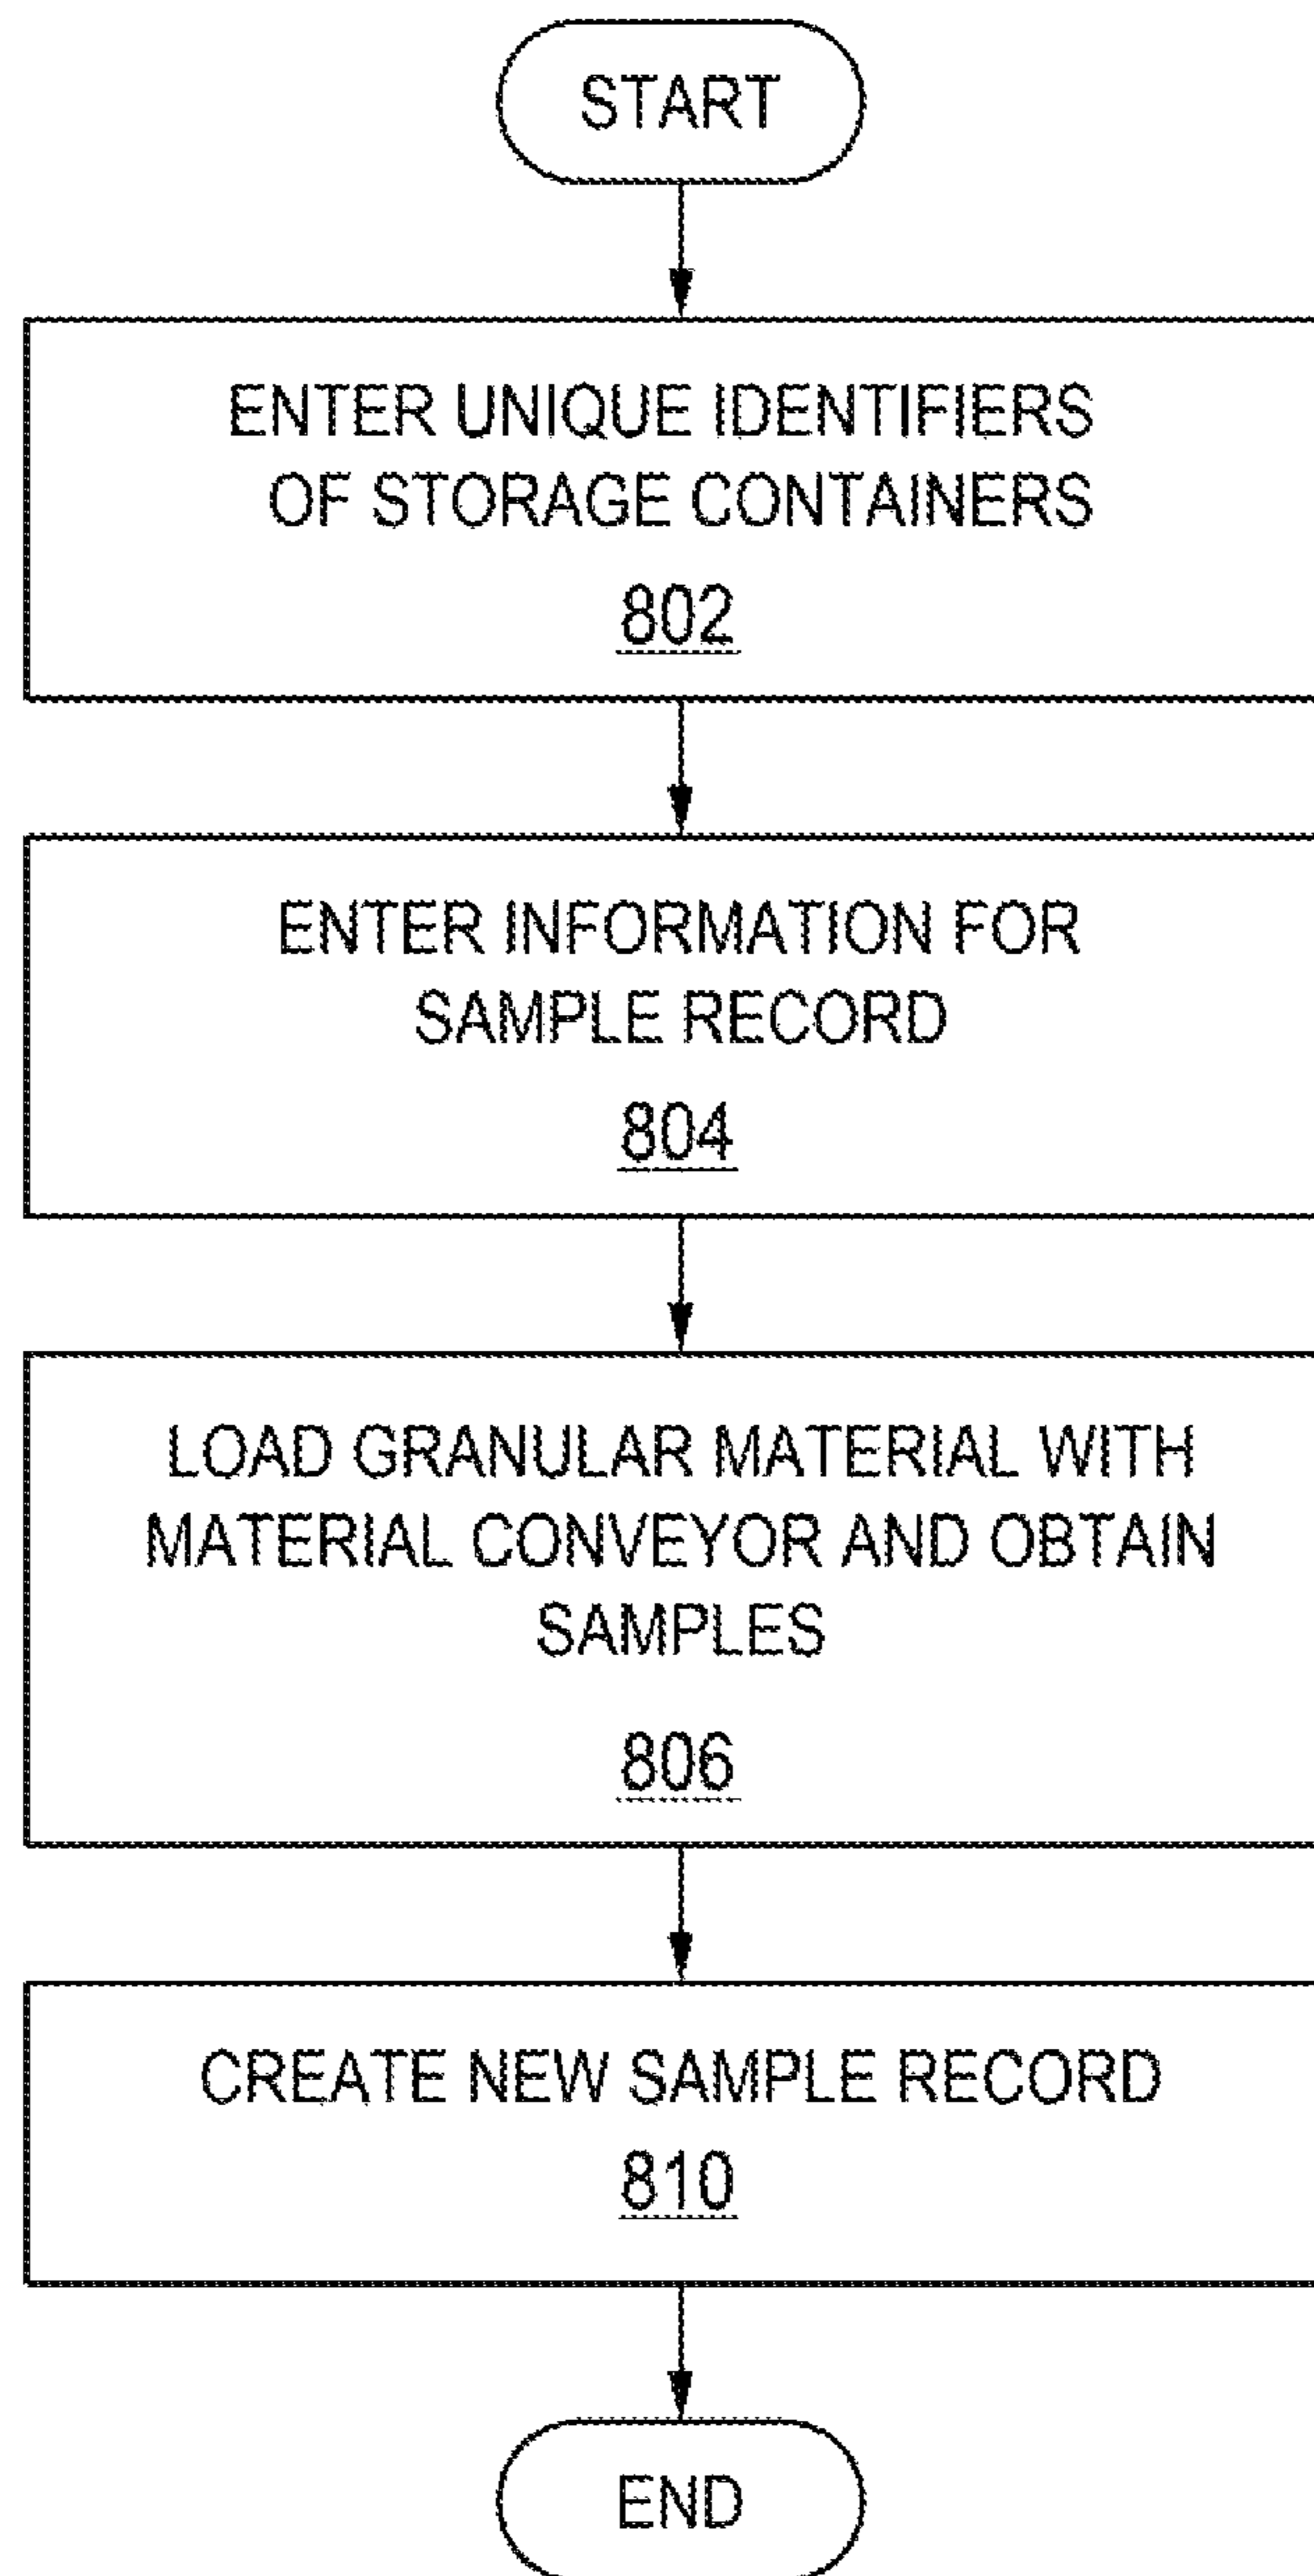 START
ENTER UNIQUE IDENTIFIERS
OF STORAGE CONTAINERS
802
ENTER INFORMATION FOR
SAMPLE RECORD
804
LOAD GRANULAR MATERIAL WITH
MATERIAL CONVEYOR AND OBTAIN
SAMPLES
806
CREATE NEW SAMPLE RECORD
810
END